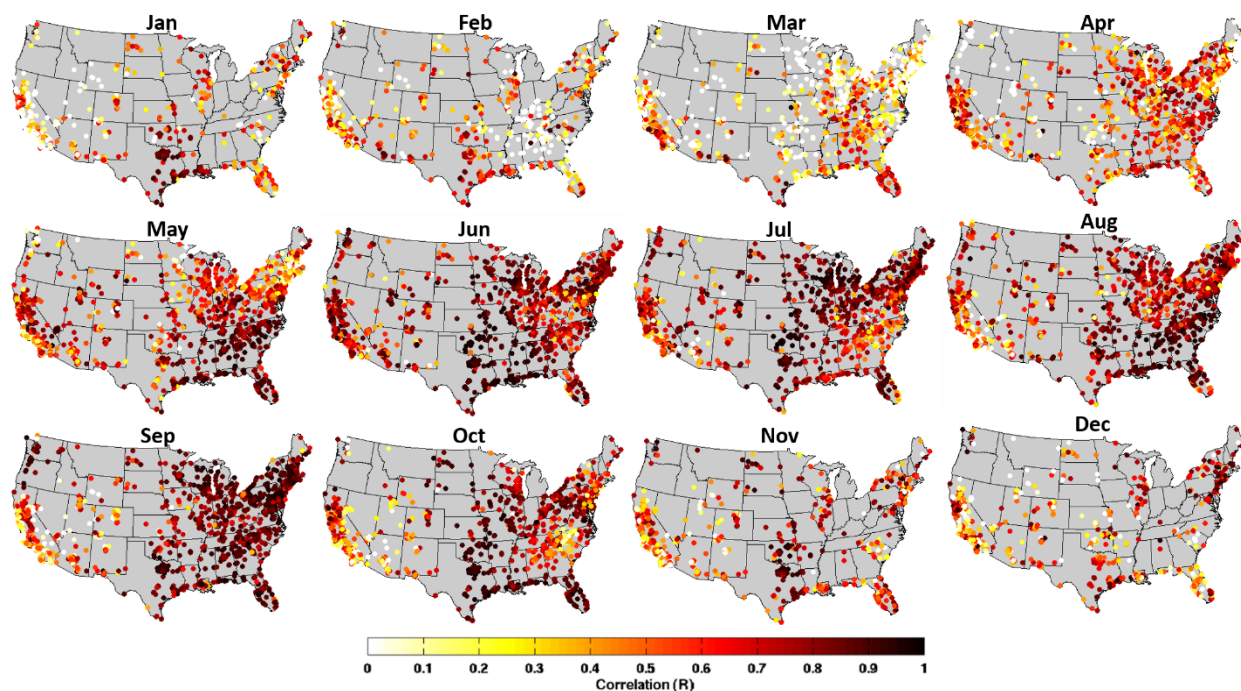 Jan Feb Mar Apr
May Jun Jul Aug
Sep Oct Nov Dec
0 0.1 0.2 0.3 0.4 0.5 0.6 0.7 0.8 0.9 1
Correlation (R)